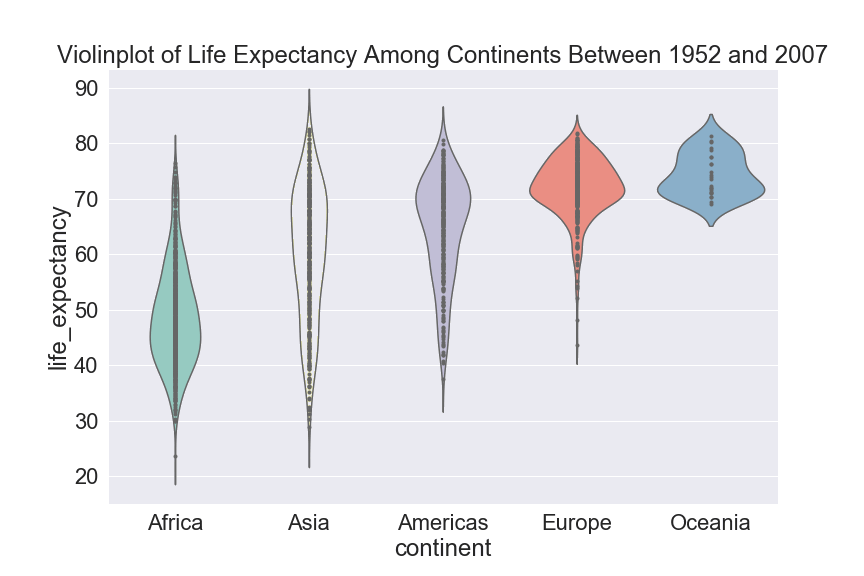 Violinplot of Life Expectancy Among Continents Between 1952 and 2007
90
80
70
60
50
40
30
20
life_expectancy
Africa Asia Americas Europe Oceania
continent